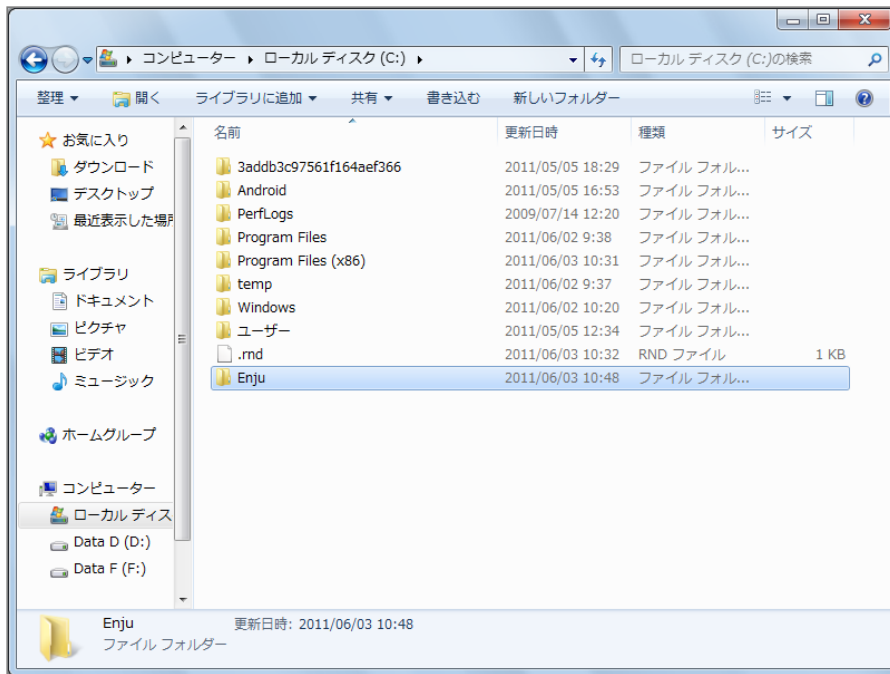 コンピューター ローカル ディスク (C:) ローカル ディスク (C:)の検索
整理 開く ライブラリに追加 共有 書き込む 新しいフォルダー
お気に入り
ダウンロード
デスクトップ
最近表示した場所
ライブラリ
ドキュメント
ピクチャ
ビデオ
ミュージック
ホームグループ
コンピューター
ローカル ディス
Data D (D:)
Data F (F:)
名前 更新日時 種類 サイズ
3addb3c97561f164aef366 2011/05/05 18:29 ファイル フォル...
Android 2011/05/05 16:53 ファイル フォル...
PerfLogs 2009/07/14 12:20 ファイル フォル...
Program Files 2011/06/02 9:38 ファイル フォル...
Program Files (x86) 2011/06/03 10:31 ファイル フォル...
temp 2011/06/02 9:37 ファイル フォル...
Windows 2011/06/02 10:20 ファイル フォル...
ユーザー 2011/05/05 12:34 ファイル フォル...
.rnd 2011/06/03 10:32 RND ファイル 1 KB
Enju 2011/06/03 10:48 ファイル フォル...
Enju 更新日時: 2011/06/03 10:48
ファイル フォルダー